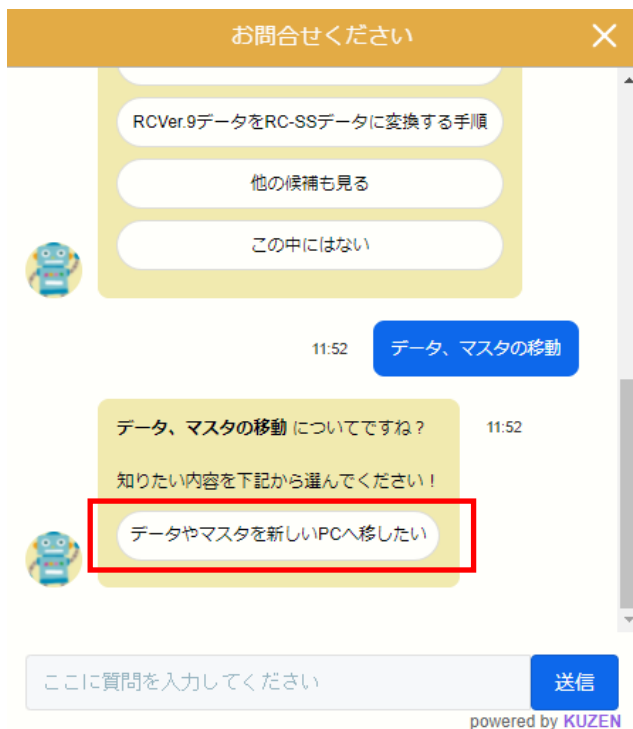 お問合せください
RCVer.9データをRC-SSデータに変換する手順
他の候補も見る
この中にはない
11:52
データ、マスタの移動
データ、マスタの移動 についてですね？
11:52
知りたい内容を下記から選んでください！
データやマスタを新しいPCへ移したい
ここに質問を入力してください
送信
powered by KUZEN